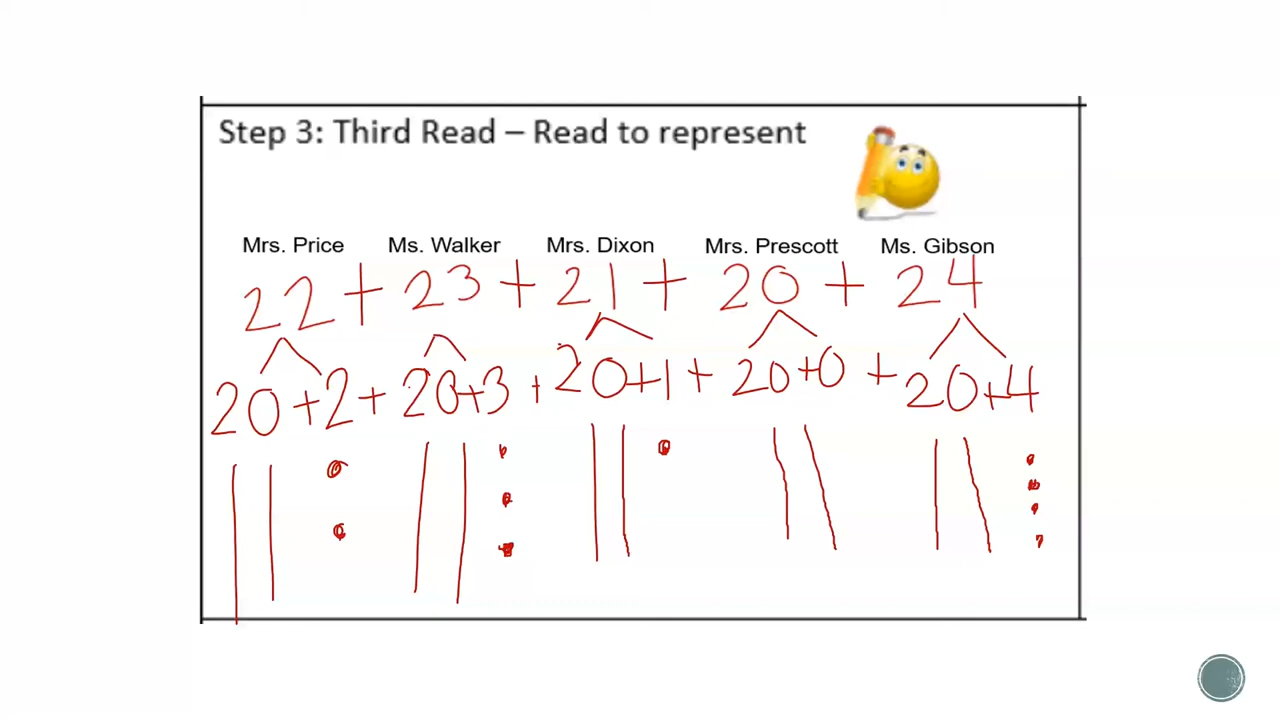 Step 3: Third Read – Read to represent
Mrs. Price Ms. Walker Mrs. Dixon Mrs. Prescott Ms. Gibson
22 + 23 + 21 + 20 + 24
20 + 2 + 20 + 3 + 20 + 1 + 20 + 0 + 20 + 4